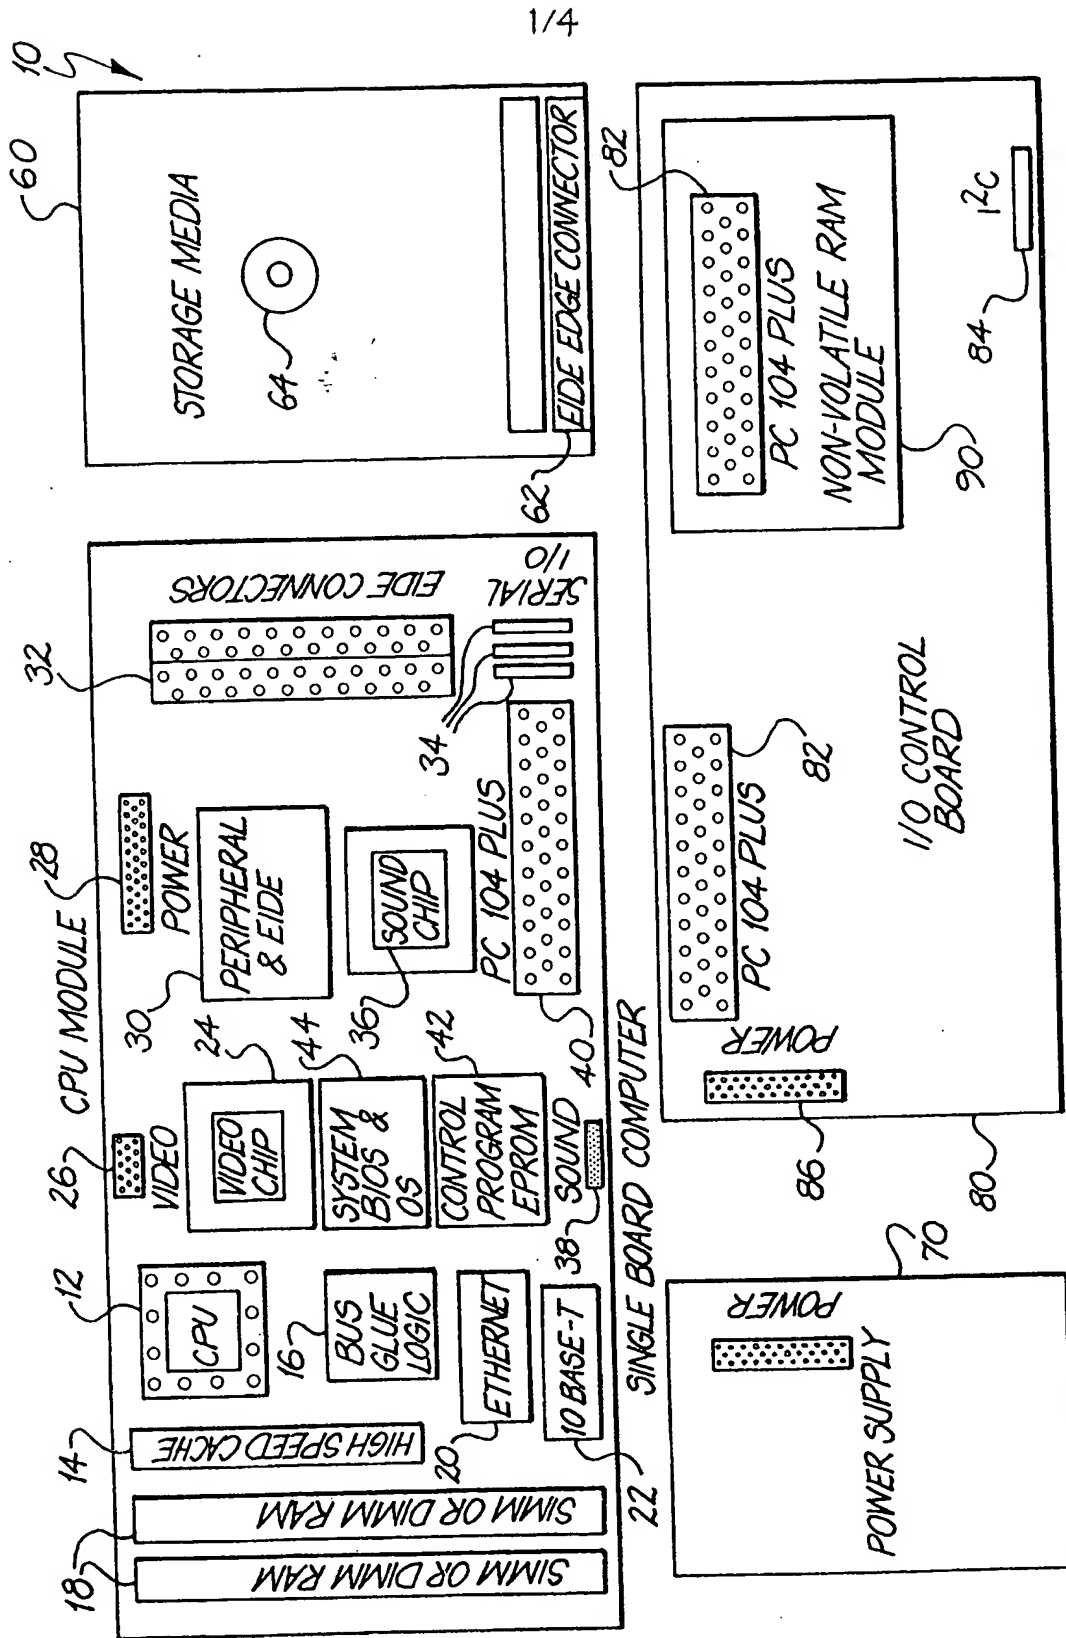 1/4
10
CPU MODULE
26
28
32
12
14
18
VIDEO
POWER
30
24
44
36
42
16
20
22
38
40
34
CPU
HIGH SPEED CACHE
SIMM OR DIMM RAM
SIMM OR DIMM RAM
BUS
GLUE
LOGIC
ETHERNET
10 BASE-T
VIDEO
CHIP
SYSTEM
BIOS &
OS
CONTROL
PROGRAM
EPROM
SOUND
PERIPHERAL
& EIDE
SOUND
CHIP
PC 104 PLUS
EIDE CONNECTORS
SERIAL
I/O
SINGLE BOARD COMPUTER
60
STORAGE MEDIA
64
62
EIDE EDGE CONNECTOR
70
POWER
POWER SUPPLY
80
86
POWER
82
PC 104 PLUS
I/O CONTROL
BOARD
82
PC 104 PLUS
NON-VOLATILE RAM
MODULE
90
84
I2C